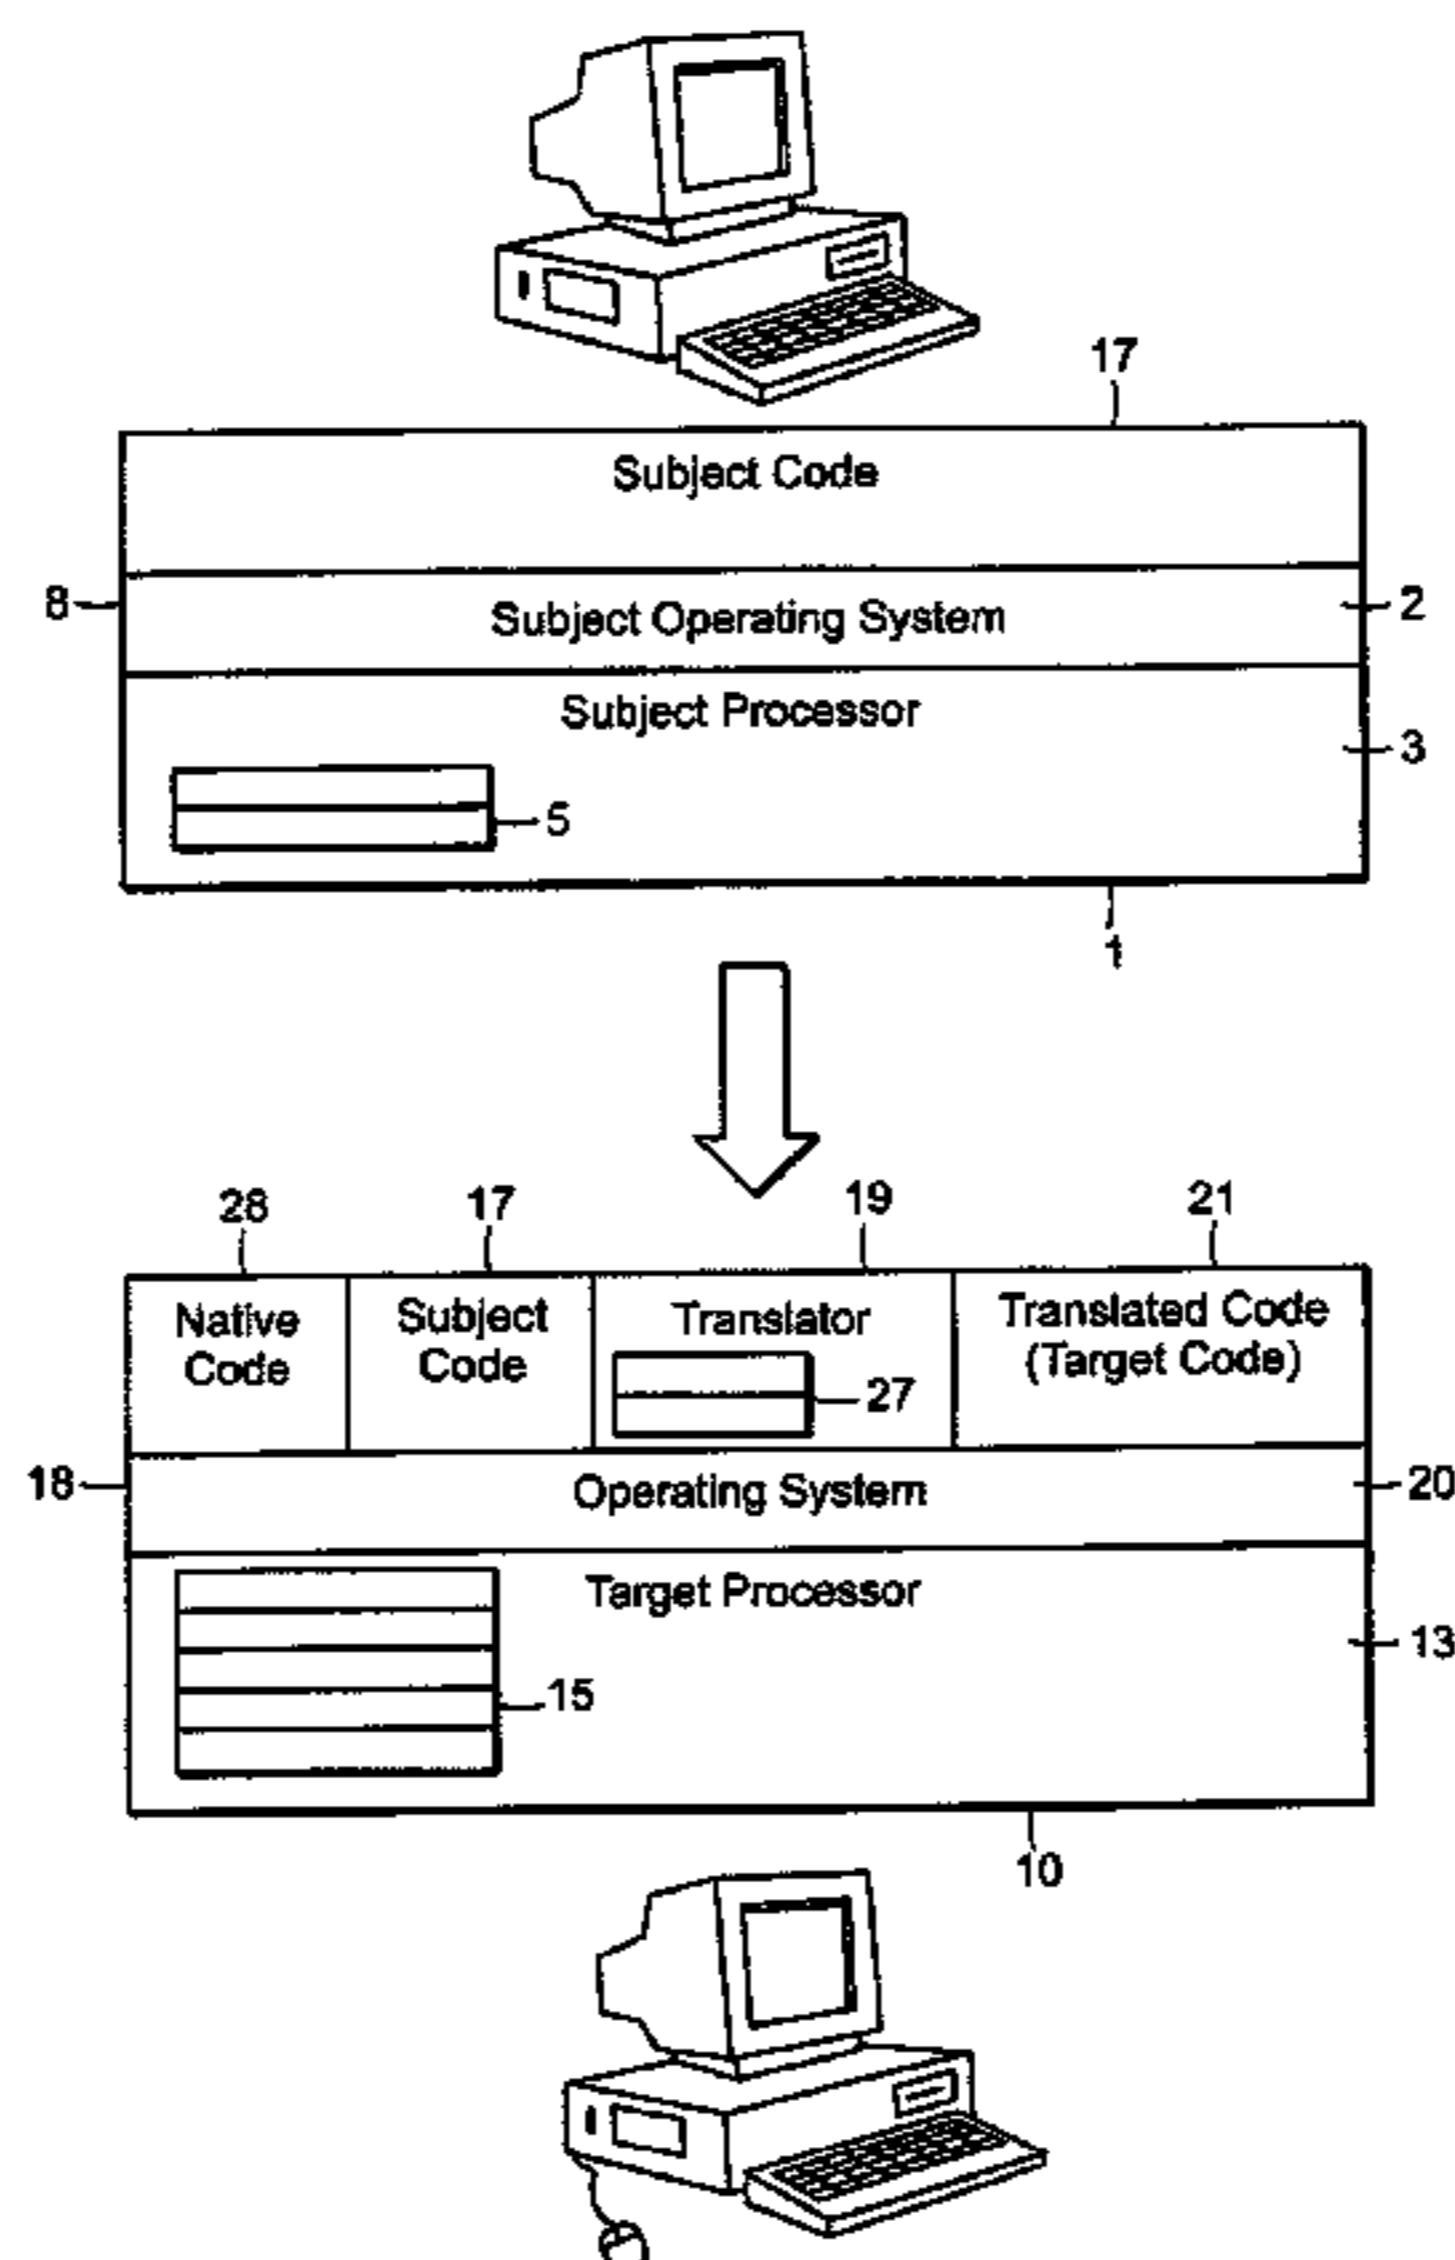 17
Subject Code
8
Subject Operating System
2
Subject Processor
3
5
1
28
17
19
21
Native
Code
Subject
Code
Translator
27
Translated Code
(Target Code)
18
Operating System
20
Target Processor
13
15
10